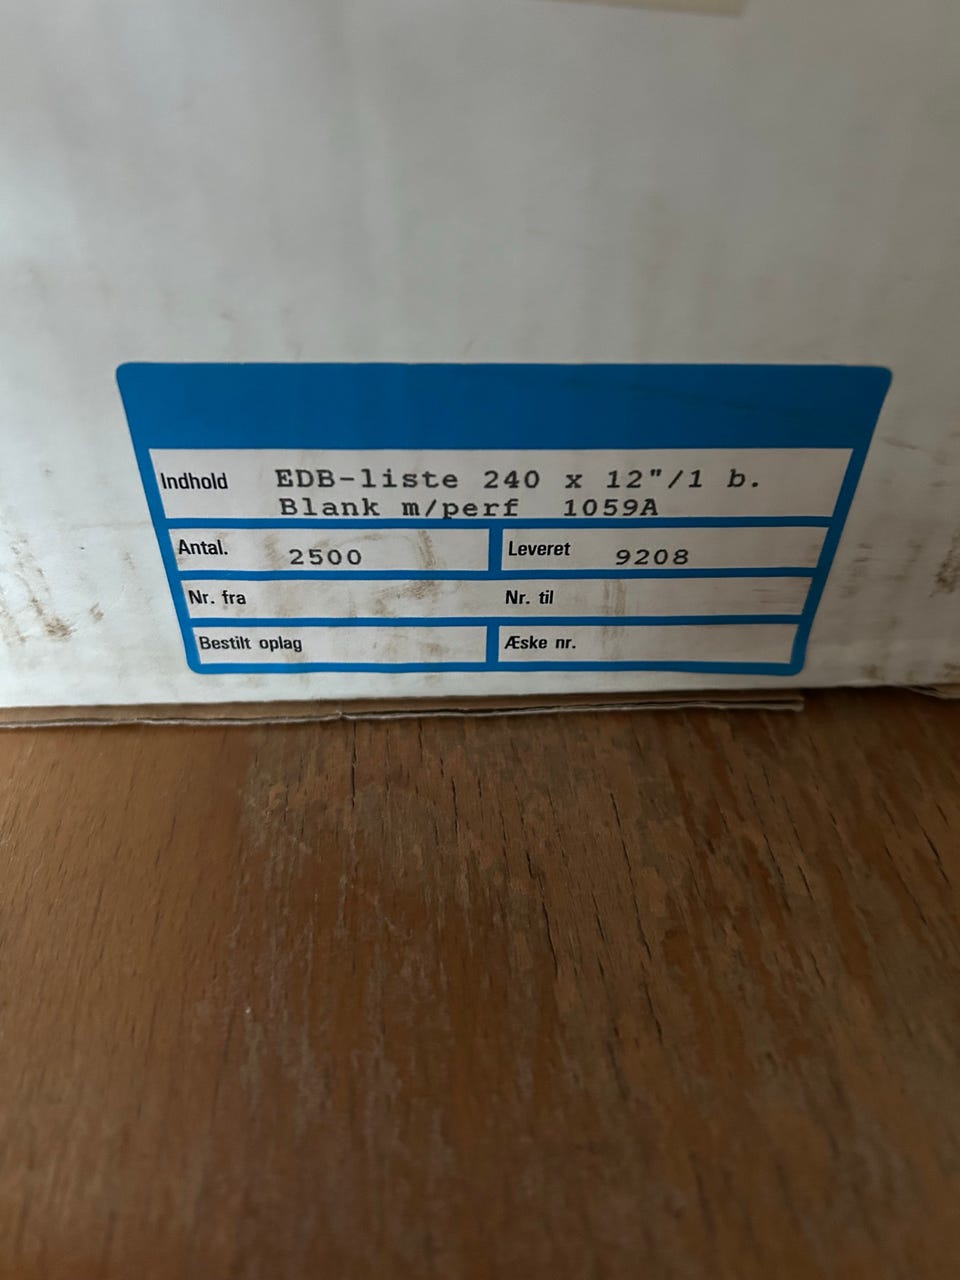 Indhold EDB-liste 240 x 12"/1 b.
Blank m/perf 1059A
Antal. 2500 Leveret 9208
Nr. fra Nr. til
Bestilt oplag Æske nr.